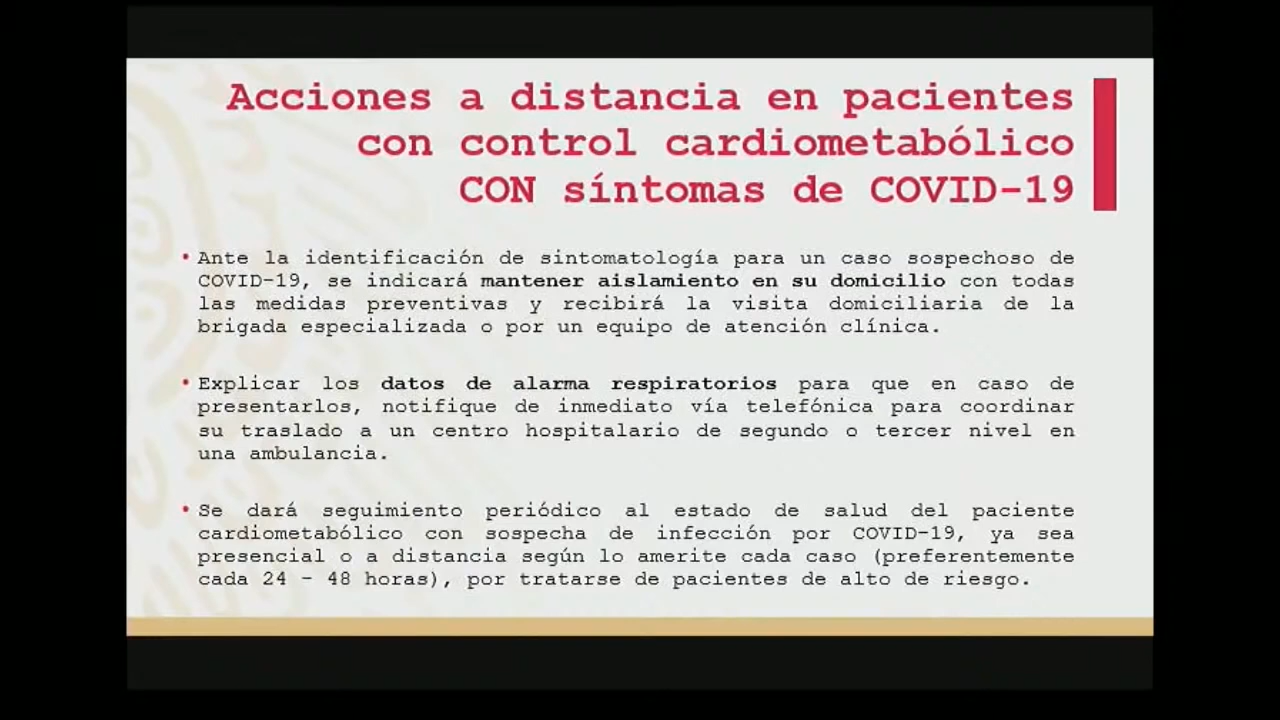 Acciones a distancia en pacientes
con control cardiometabólico
CON síntomas de COVID-19
• Ante la identificación de sintomatología para un caso sospechoso de
COVID-19, se indicará mantener aislamiento en su domicilio con todas
las medidas preventivas y recibirá la visita domiciliaria de la
brigada especializada o por un equipo de atención clínica.
• Explicar los datos de alarma respiratorios para que en caso de
presentarlos, notifique de inmediato vía telefónica para coordinar
su traslado a un centro hospitalario de segundo o tercer nivel en
una ambulancia.
• Se dará seguimiento periódico al estado de salud del paciente
cardiometabólico con sospecha de infección por COVID-19, ya sea
presencial o a distancia según lo amerite cada caso (preferentemente
cada 24 – 48 horas), por tratarse de pacientes de alto de riesgo.